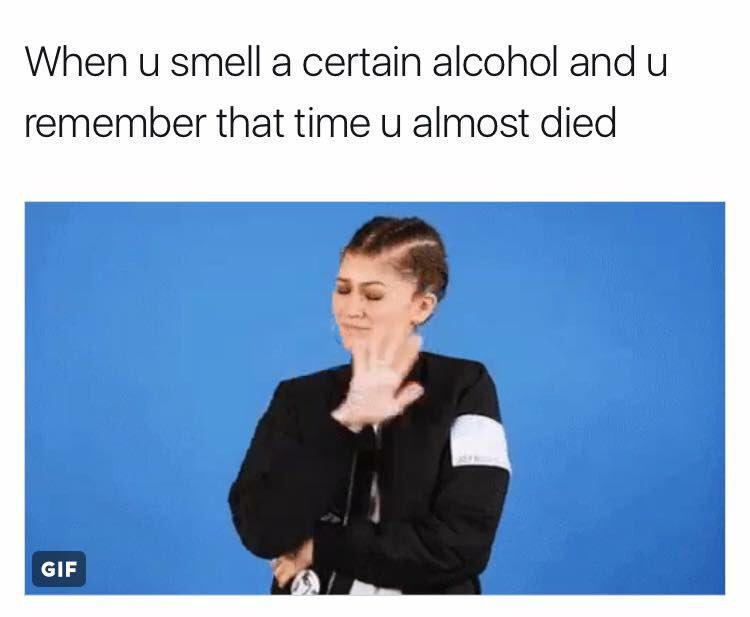 When u smell a certain alcohol and u
remember that time u almost died
GIF